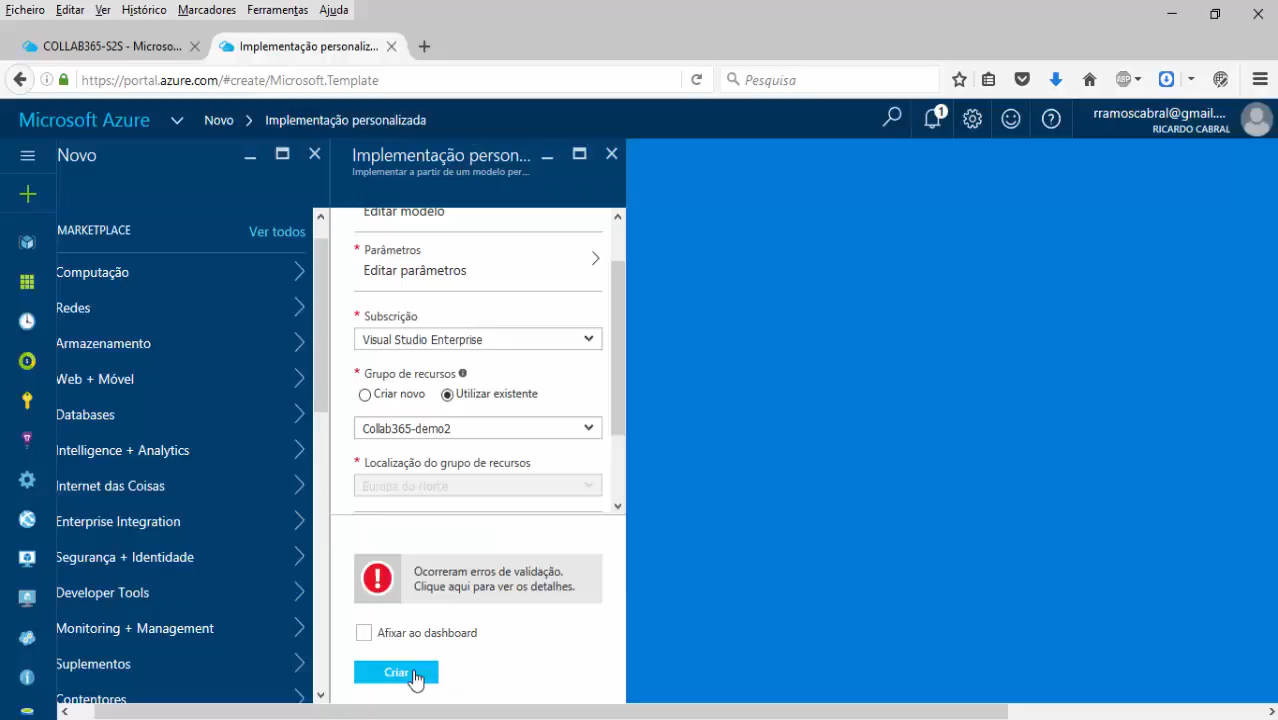 Ficheiro Editar Ver Histórico Marcadores Ferramentas Ajuda
COLLAB365-S2S - Microso...
Implementação personaliz...
https://portal.azure.com/#create/Microsoft.Template
Pesquisa
ABP
Microsoft Azure
Novo
Implementação personalizada
1
rramoscabral@gmail....
RICARDO CABRAL
Novo
MARKETPLACE
Ver todos
Computação
Redes
Armazenamento
Web + Móvel
Databases
Intelligence + Analytics
Internet das Coisas
Enterprise Integration
Segurança + Identidade
Developer Tools
Monitoring + Management
Suplementos
Contentores
Implementação person...
Implementar a partir de um modelo per...
Editar modelo
* Parâmetros
Editar parâmetros
* Subscrição
Visual Studio Enterprise
* Grupo de recursos
Criar novo
Utilizar existente
Collab365-demo2
* Localização do grupo de recursos
Europa do Norte
Ocorreram erros de validação.
Clique aqui para ver os detalhes.
Afixar ao dashboard
Criar